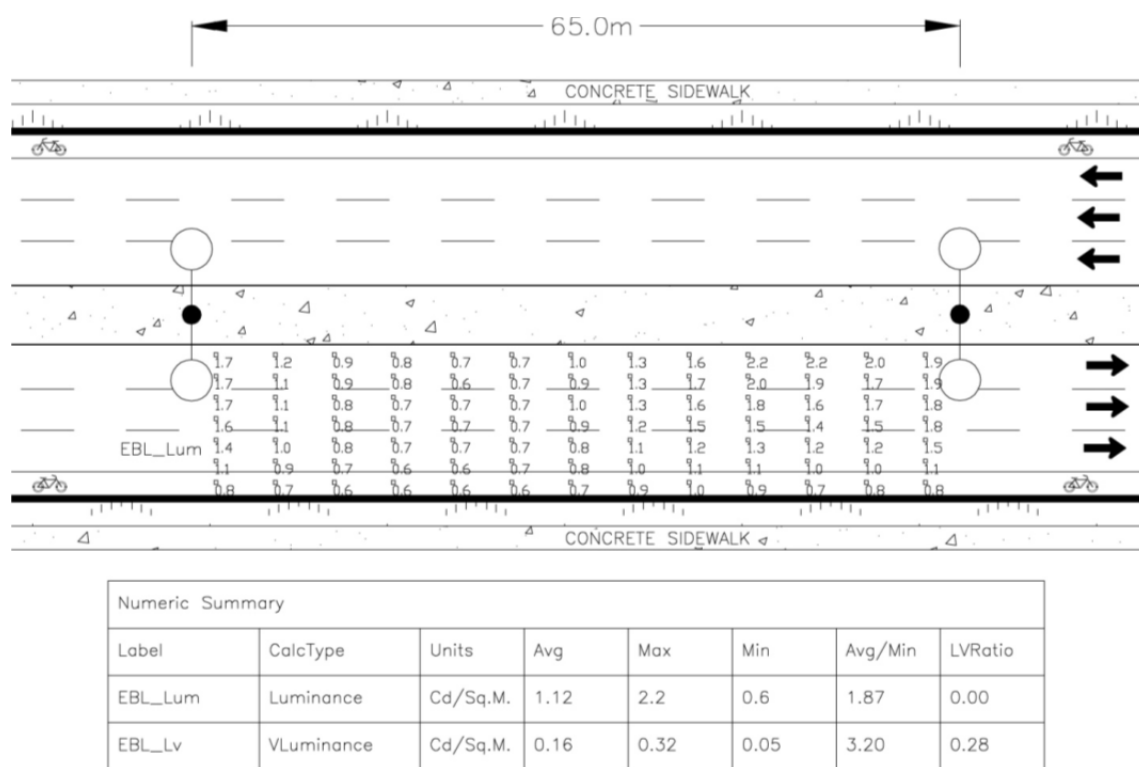 65.0m
CONCRETE SIDEWALK
1.7 1.2 0.9 0.8 0.7 0.7 1.0 1.3 1.6 2.2 2.2 2.0 1.9
1.7 1.1 0.9 0.8 0.6 0.7 0.9 1.3 1.7 2.0 1.9 1.7 1.9
1.7 1.1 0.8 0.7 0.7 0.7 1.0 1.3 1.6 1.8 1.6 1.7 1.8
1.6 1.1 0.8 0.7 0.7 0.7 0.9 1.2 1.5 1.5 1.4 1.5 1.8
EBL_Lum 1.4 1.0 0.8 0.7 0.7 0.7 0.8 1.1 1.2 1.3 1.2 1.2 1.5
1.1 0.9 0.7 0.6 0.6 0.7 0.8 1.0 1.1 1.1 1.0 1.0 1.1
0.8 0.7 0.6 0.6 0.6 0.6 0.7 0.9 1.0 0.9 0.7 0.8 0.8
CONCRETE SIDEWALK
Numeric Summary
Label CalcType Units Avg Max Min Avg/Min LVRatio
EBL_Lum Luminance Cd/Sq.M. 1.12 2.2 0.6 1.87 0.00
EBL_Lv VLuminance Cd/Sq.M. 0.16 0.32 0.05 3.20 0.28